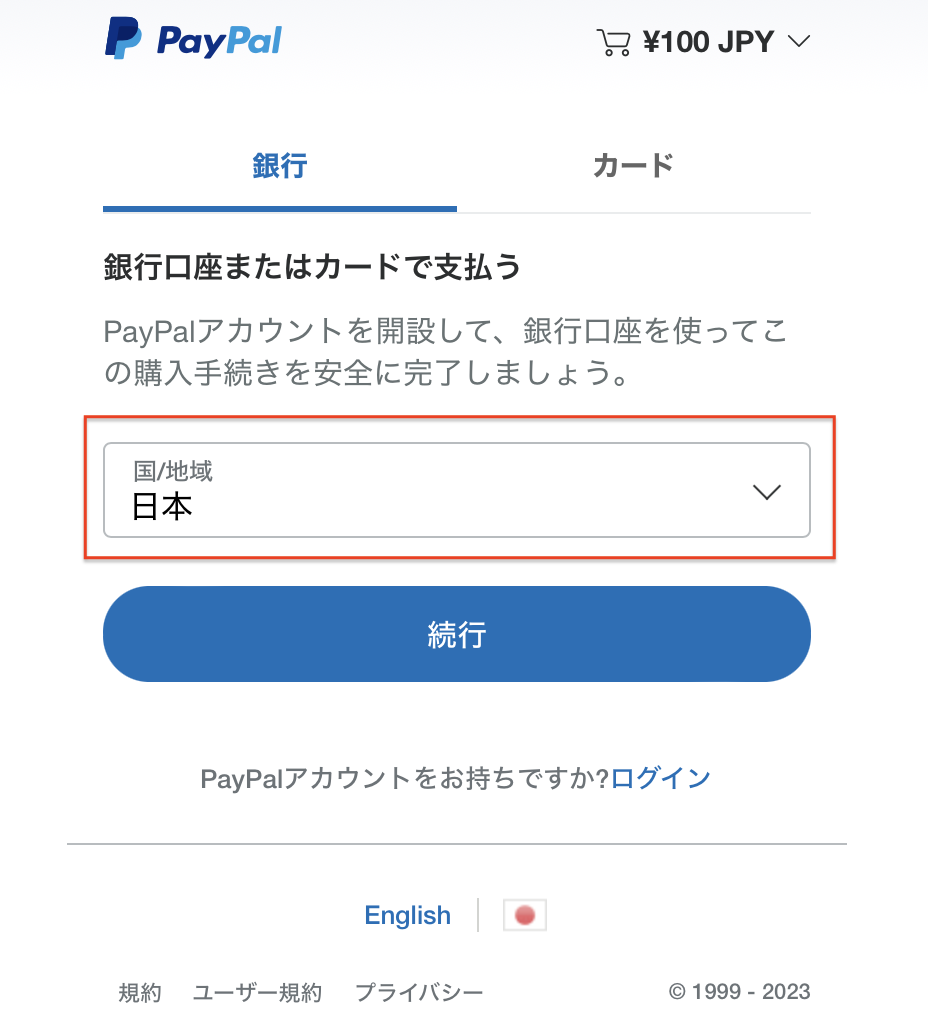 PayPal
¥100 JPY
銀行
カード
銀行口座またはカードで支払う
PayPalアカウントを開設して、銀行口座を使ってこ
の購入手続きを安全に完了しましょう。
国/地域
日本
続行
PayPalアカウントをお持ちですか?ログイン
English
規約 ユーザー規約 プライバシー © 1999 - 2023